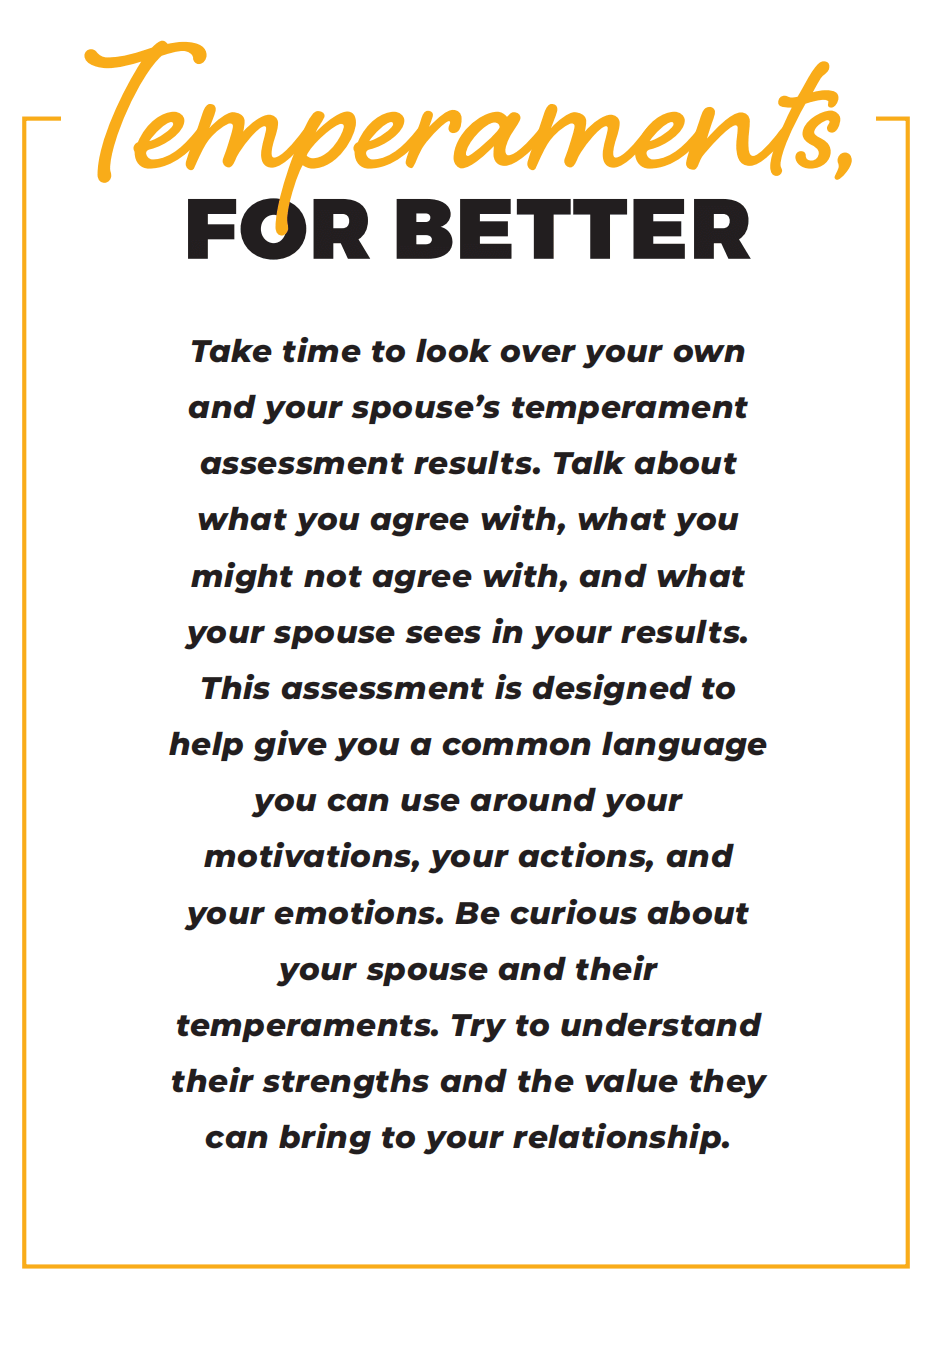 Temperaments,
FOR BETTER
Take time to look over your own
and your spouse’s temperament
assessment results. Talk about
what you agree with, what you
might not agree with, and what
your spouse sees in your results.
This assessment is designed to
help give you a common language
you can use around your
motivations, your actions, and
your emotions. Be curious about
your spouse and their
temperaments. Try to understand
their strengths and the value they
can bring to your relationship.